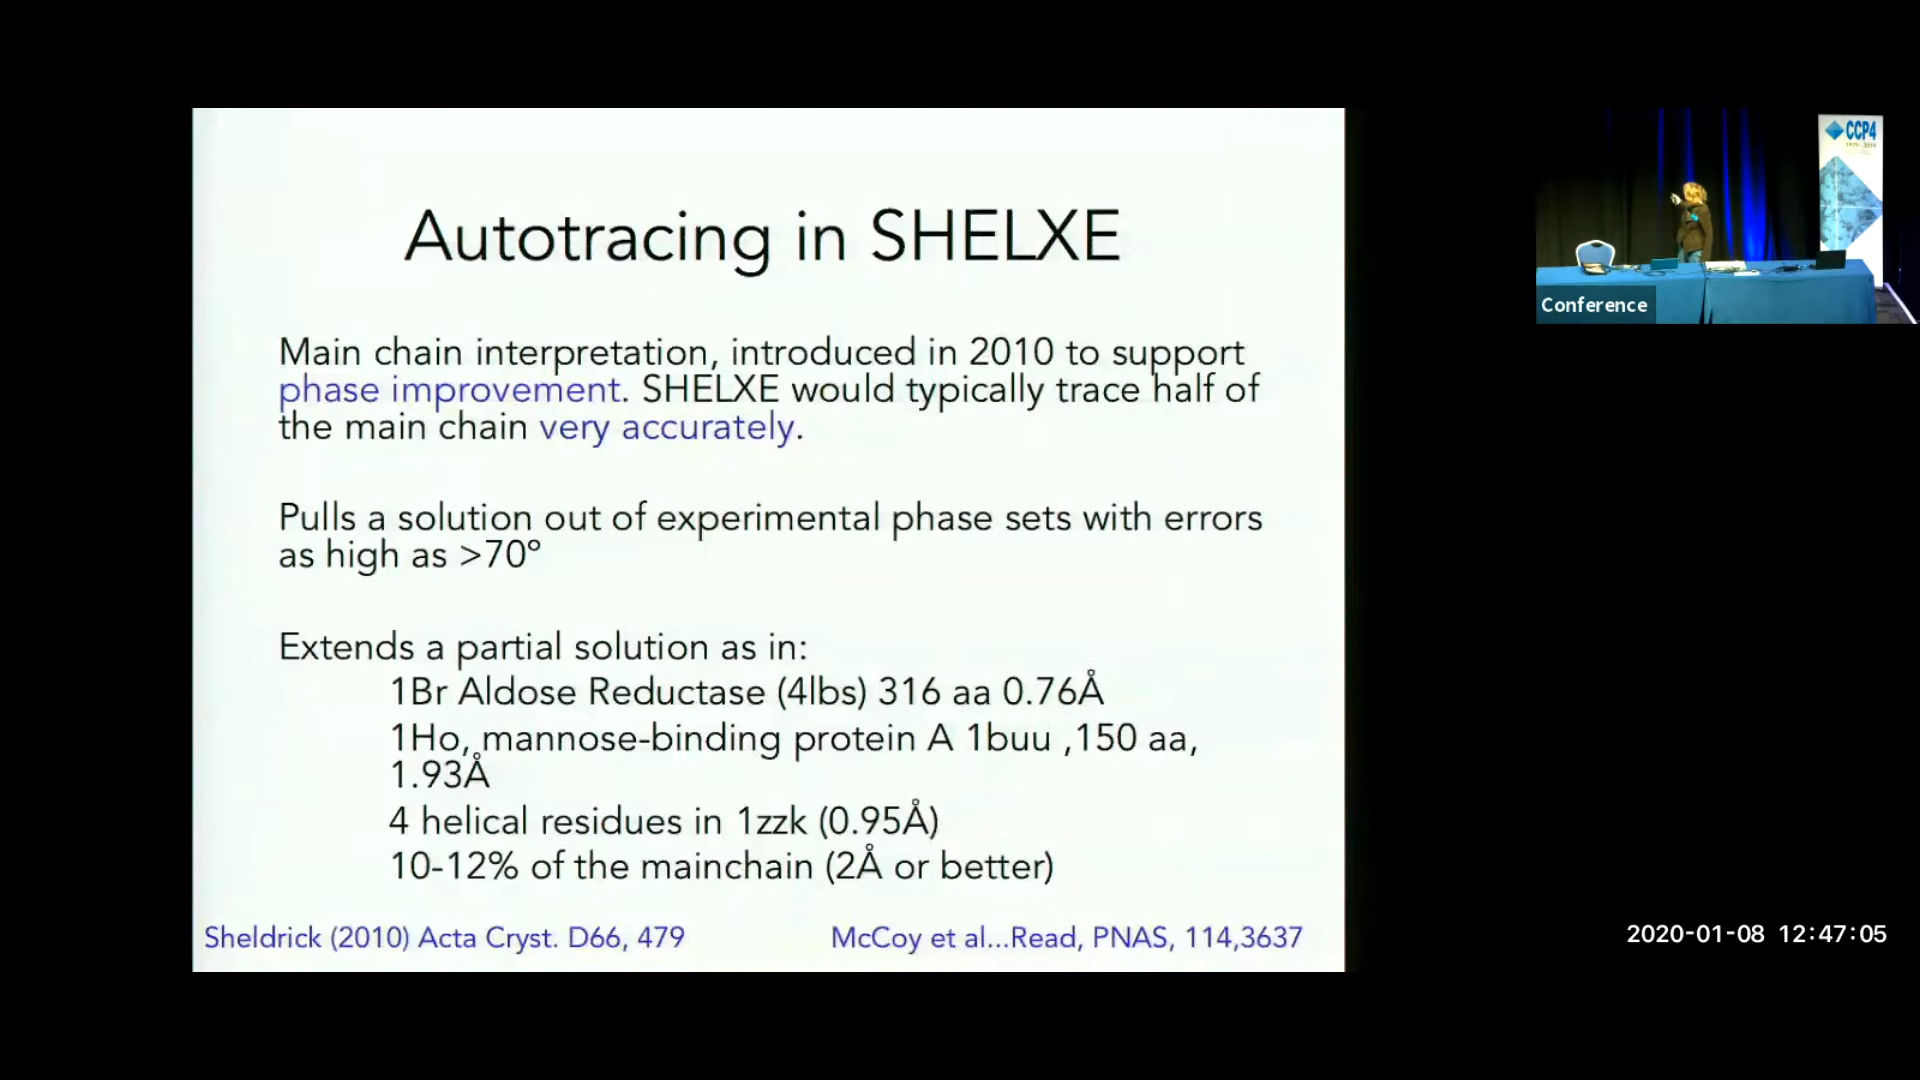 Autotracing in SHELXE
Main chain interpretation, introduced in 2010 to support
phase improvement. SHELXE would typically trace half of
the main chain very accurately.
Pulls a solution out of experimental phase sets with errors
as high as >70º
Extends a partial solution as in:
1Br Aldose Reductase (4lbs) 316 aa 0.76Å
1Ho, mannose-binding protein A 1buu ,150 aa,
1.93Å
4 helical residues in 1zzk (0.95Å)
10-12% of the mainchain (2Å or better)
Sheldrick (2010) Acta Cryst. D66, 479
McCoy et al...Read, PNAS, 114,3637
CCP4
1979 - 2019
Conference
2020-01-08 12:47:05